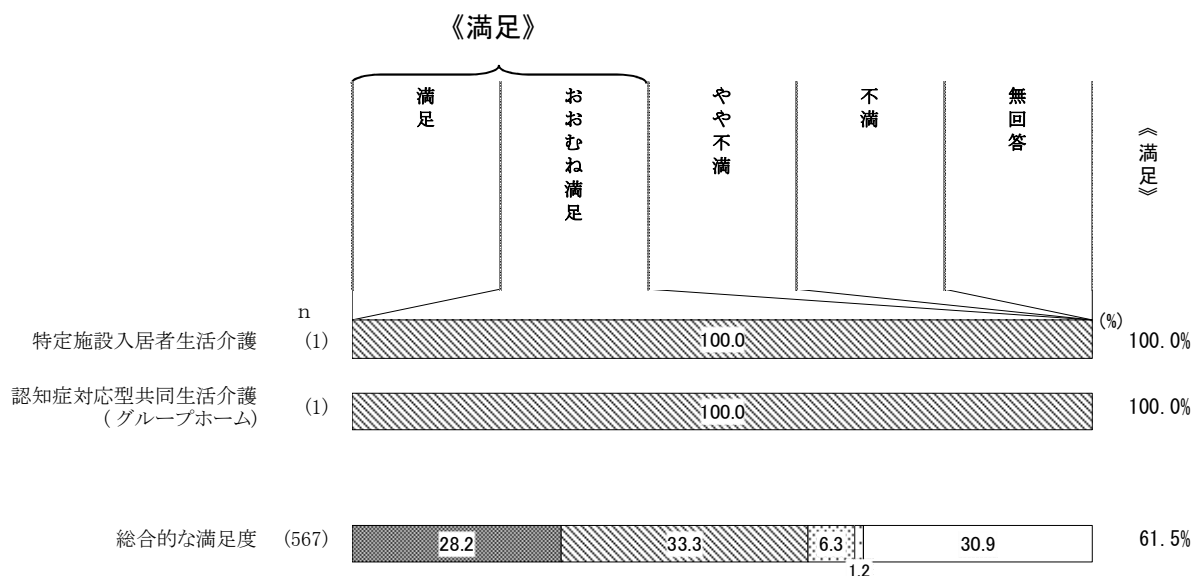 《満足》
満足
おおむね満足
やや不満
不満
無回答
《満足》
n
(%)
特定施設入居者生活介護 (1) 100.0 100.0%
認知症対応型共同生活介護
(グループホーム) (1) 100.0 100.0%
総合的な満足度 (567) 28.2 33.3 6.3 1.2 30.9 61.5%